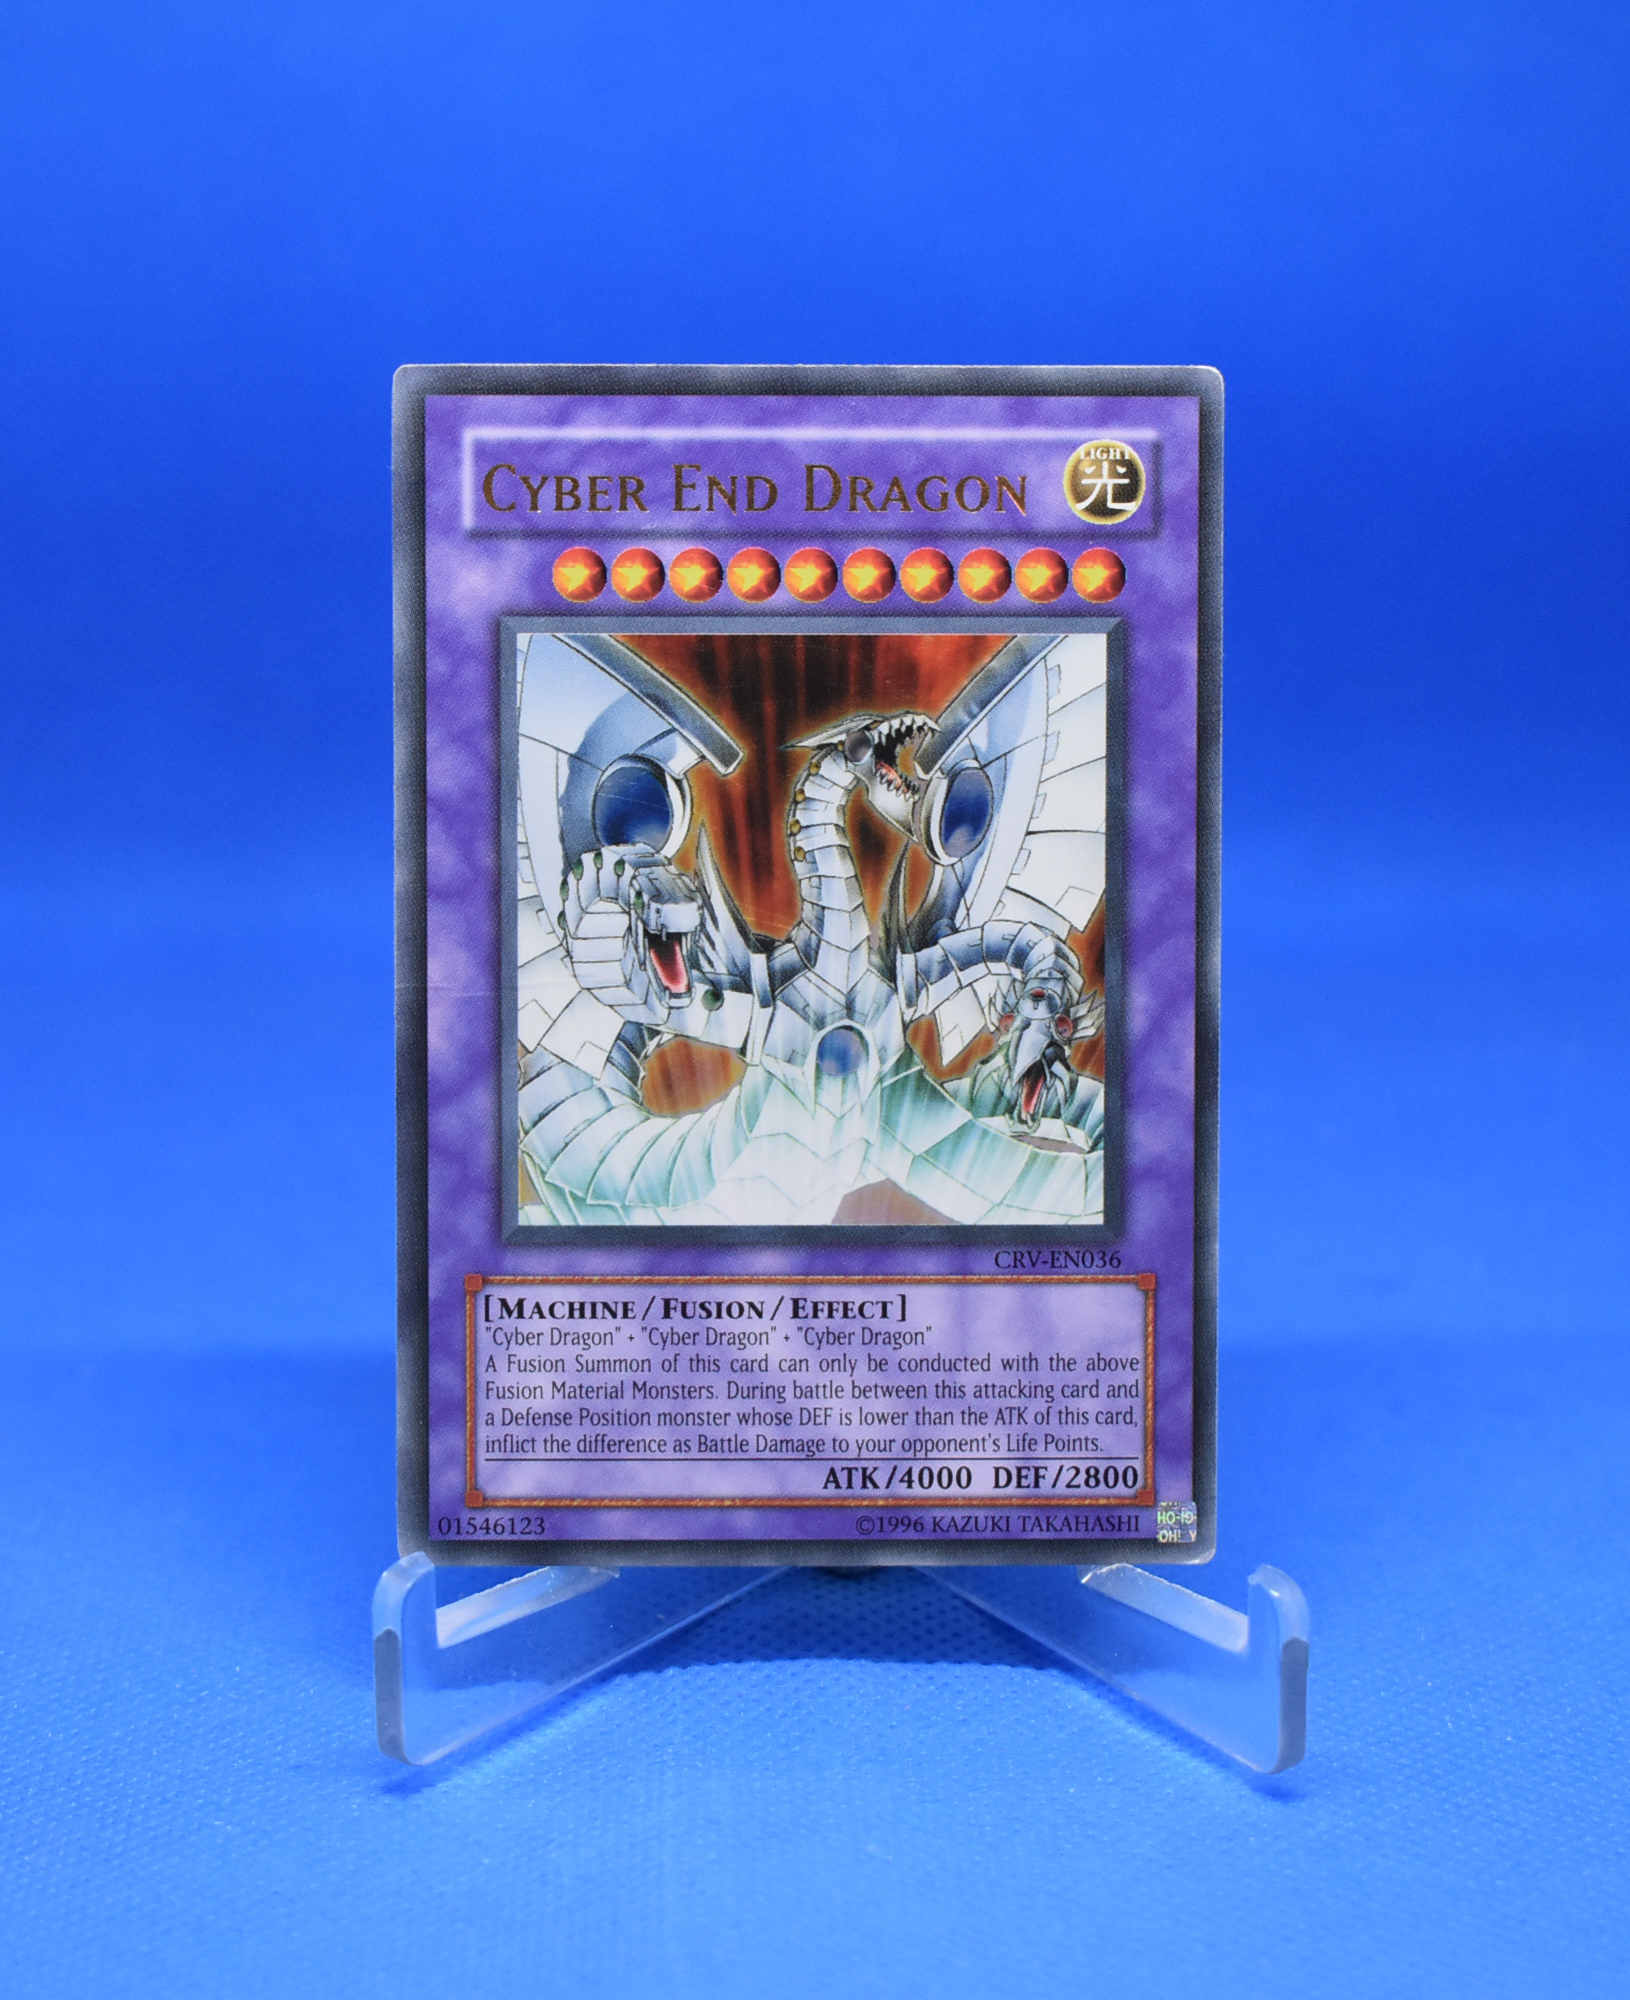 CYBER END DRAGON
LIGHT
光
CRV-EN036
[MACHINE/FUSION/EFFECT]
"Cyber Dragon" + "Cyber Dragon" + "Cyber Dragon"
A Fusion Summon of this card can only be conducted with the above
Fusion Material Monsters. During battle between this attacking card and
a Defense Position monster whose DEF is lower than the ATK of this card,
inflict the difference as Battle Damage to your opponent's Life Points.
ATK/4000 DEF/2800
01546123
©1996 KAZUKI TAKAHASHI